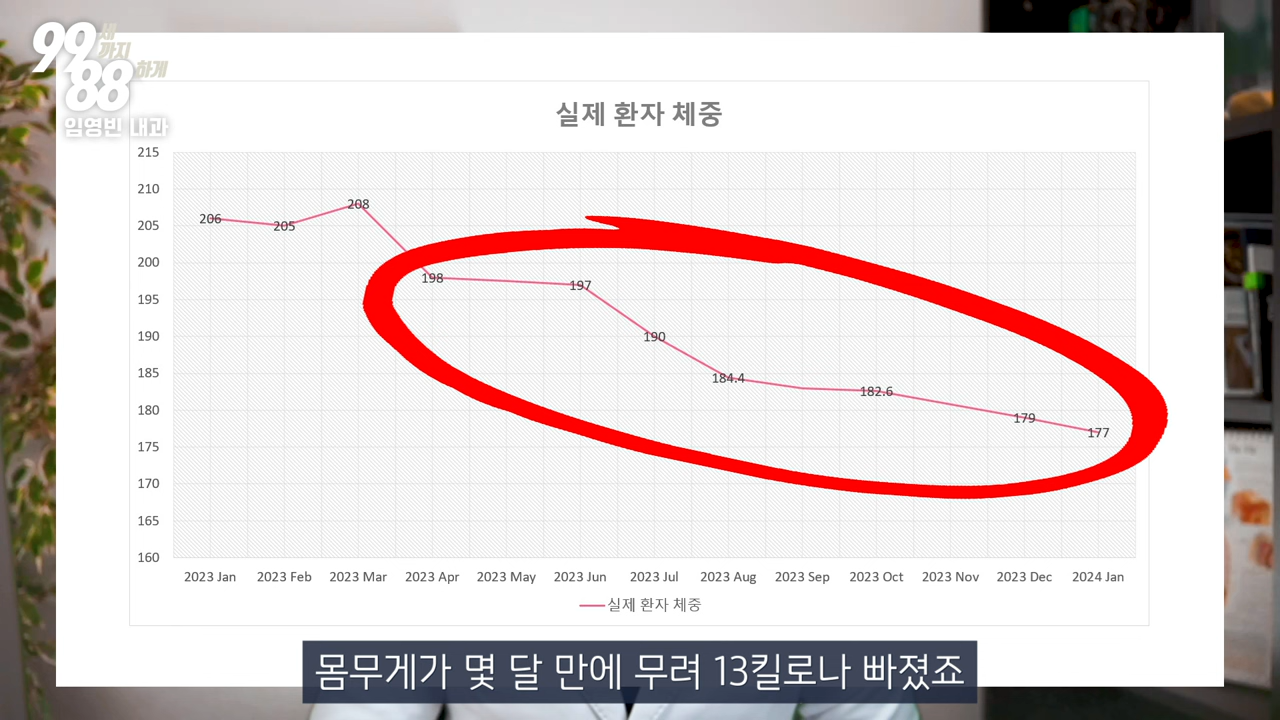 99세
까지
88하게
임영빈 내과
실제 환자 체중
215
210
205
200
195
190
185
180
175
170
165
160
206
205
208
198
197
190
184.4
182.6
179
177
2023 Jan 2023 Feb 2023 Mar 2023 Apr 2023 May 2023 Jun 2023 Jul 2023 Aug 2023 Sep 2023 Oct 2023 Nov 2023 Dec 2024 Jan
실제 환자 체중
몸무게가 몇 달 만에 무려 13킬로나 빠졌죠